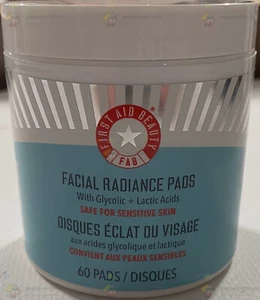 FIRST AID BEAUTY
FAB
FACIAL RADIANCE PADS
With Glycolic + Lactic Acids
SAFE FOR SENSITIVE SKIN
DISQUES ÉCLAT DU VISAGE
aux acides glycolique et lactique
CONVIENT AUX PEAUX SENSIBLES
60 PADS / DISQUES